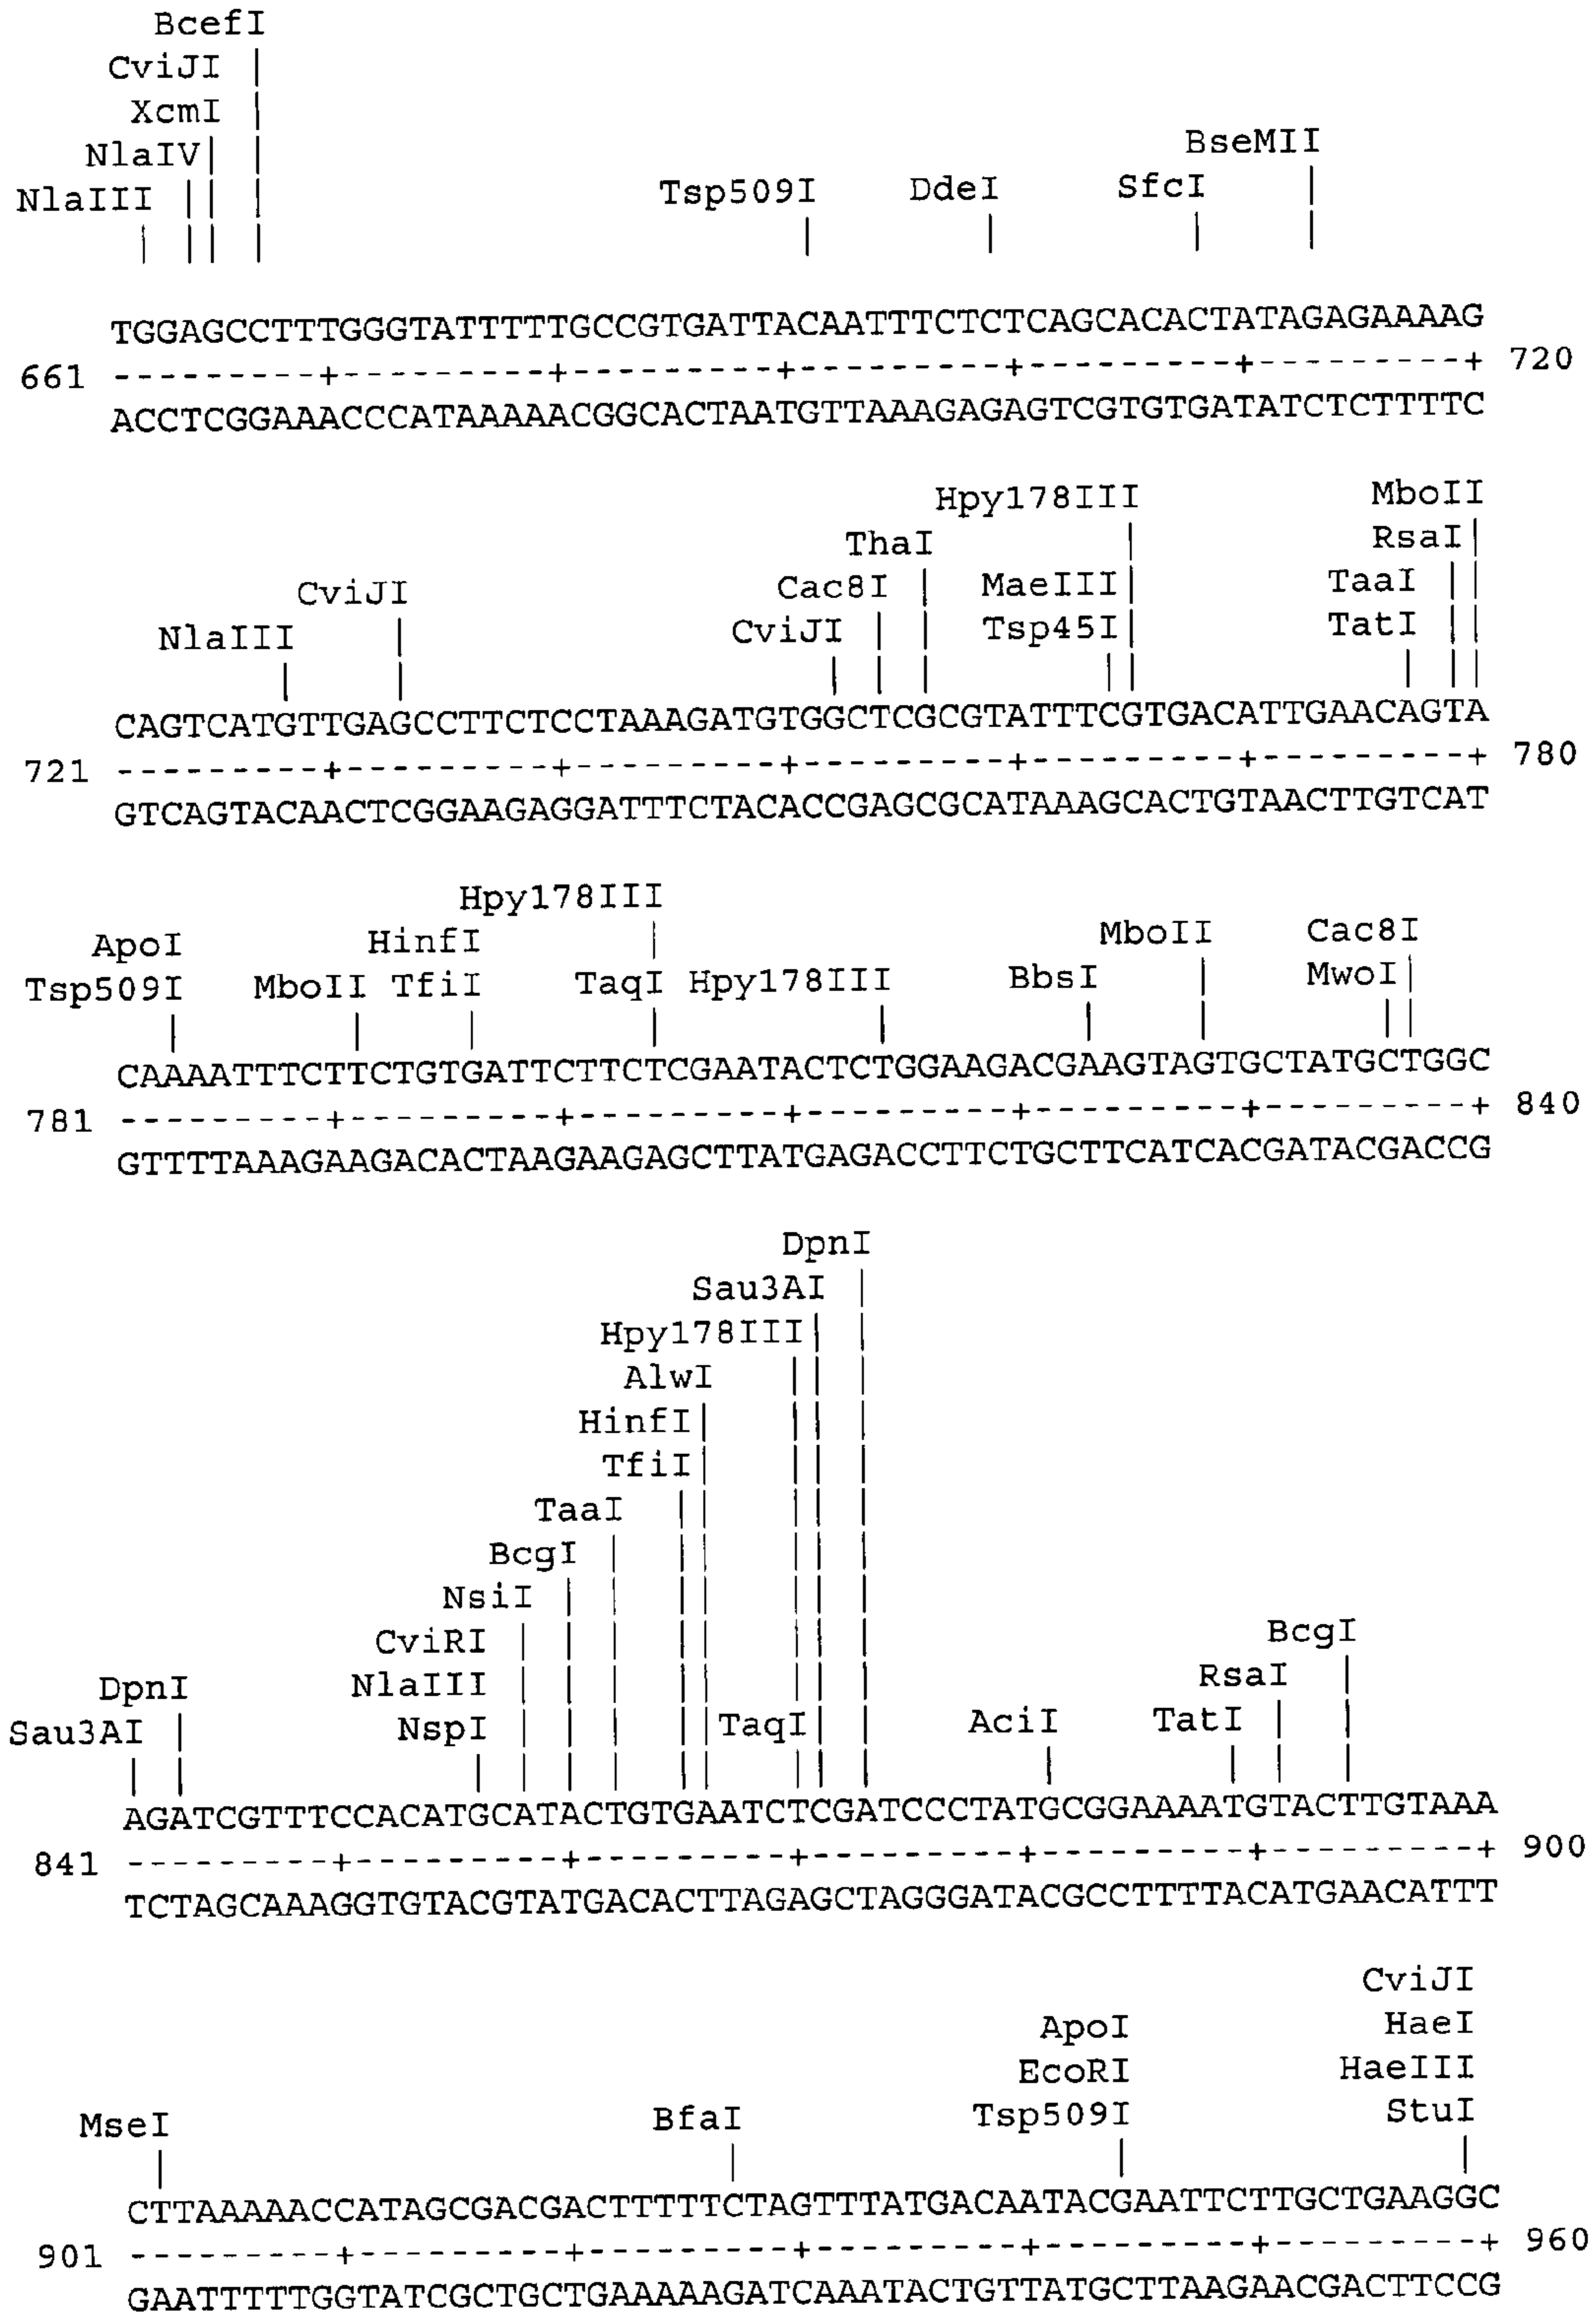 BcefI
CviJI
XcmI
NlaIV
BseMII
NlaIII Tsp509I DdeI SfcI
TGGAGCCTTTGGGTATTTTTGCCGTGATTACAATTTCTCTCAGCACACTATAGAGAAAAG
661 ---------+---------+---------+---------+---------+---------+ 720
ACCTCGGAAACCCATAAAAACGGCACTAATGTTAAAGAGAGTCGTGTGATATCTCTTTTC
Hpy178III MboII
ThaI RsaI
CviJI Cac8I MaeIII TaaI
NlaIII CviJI Tsp45I TatI
CAGTCATGTTGAGCCTTCTCCTAAAGATGTGGCTCGCGTATTTCGTGACATTGAACAGTA
721 ---------+---------+---------+---------+---------+---------+ 780
GTCAGTACAACTCGGAAGAGGATTTCTACACCGAGCGCATAAAGCACTGTAACTTGTCAT
Hpy178III
ApoI HinfI MboII Cac8I
Tsp509I MboII TfiI TaqI Hpy178III BbsI MwoI
CAAAATTTCTTCTGTGATTCTTCTCGAATACTCTGGAAGACGAAGTAGTGCTATGCTGGC
781 ---------+---------+---------+---------+---------+---------+ 840
GTTTTAAAGAAGACACTAAGAAGAGCTTATGAGACCTTCTGCTTCATCACGATACGACCG
DpnI
Sau3AI
Hpy178III
AlwI
HinfI
TfiI
TaaI
BcgI
NsiI
CviRI BcgI
DpnI NlaIII RsaI
Sau3AI NspI TaqI AciI TatI
AGATCGTTTCCACATGCATACTGTGAATCTCGATCCCTATGCGGAAAATGTACTTGTAAA
841 ---------+---------+---------+---------+---------+---------+ 900
TCTAGCAAAGGTGTACGTATGACACTTAGAGCTAGGGATACGCCTTTTACATGAACATTT
CviJI
ApoI HaeI
EcoRI HaeIII
MseI BfaI Tsp509I StuI
CTTAAAAACCATAGCGACGACTTTTTCTAGTTTATGACAATACGAATTCTTGCTGAAGGC
901 ---------+---------+---------+---------+---------+---------+ 960
GAATTTTTGGTATCGCTGCTGAAAAAGATCAAATACTGTTATGCTTAAGAACGACTTCCG